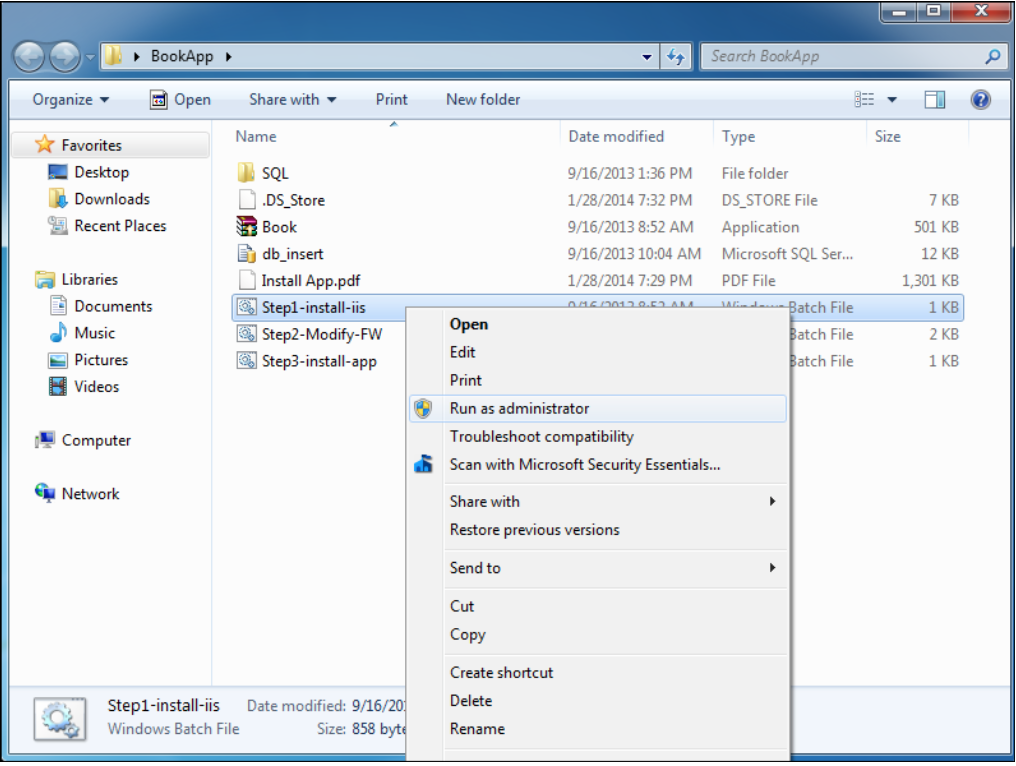 BookApp
Search BookApp
Organize Open Share with Print New folder
Name Date modified Type Size
Favorites
Desktop
Downloads
Recent Places
Libraries
Documents
Music
Pictures
Videos
Computer
Network
SQL 9/16/2013 1:36 PM File folder
.DS_Store 1/28/2014 7:32 PM DS_STORE File 7 KB
Book 9/16/2013 8:52 AM Application 501 KB
db_insert 9/16/2013 10:04 AM Microsoft SQL Ser... 12 KB
Install App.pdf 1/28/2014 7:29 PM PDF File 1,301 KB
Step1-install-iis 9/16/2013 8:52 AM Windows Batch File 1 KB
Step2-Modify-FW Batch File 2 KB
Step3-install-app Batch File 1 KB
Open
Edit
Print
Run as administrator
Troubleshoot compatibility
Scan with Microsoft Security Essentials...
Share with
Restore previous versions
Send to
Cut
Copy
Create shortcut
Delete
Rename
Step1-install-iis Date modified: 9/16/20
Windows Batch File Size: 858 byte